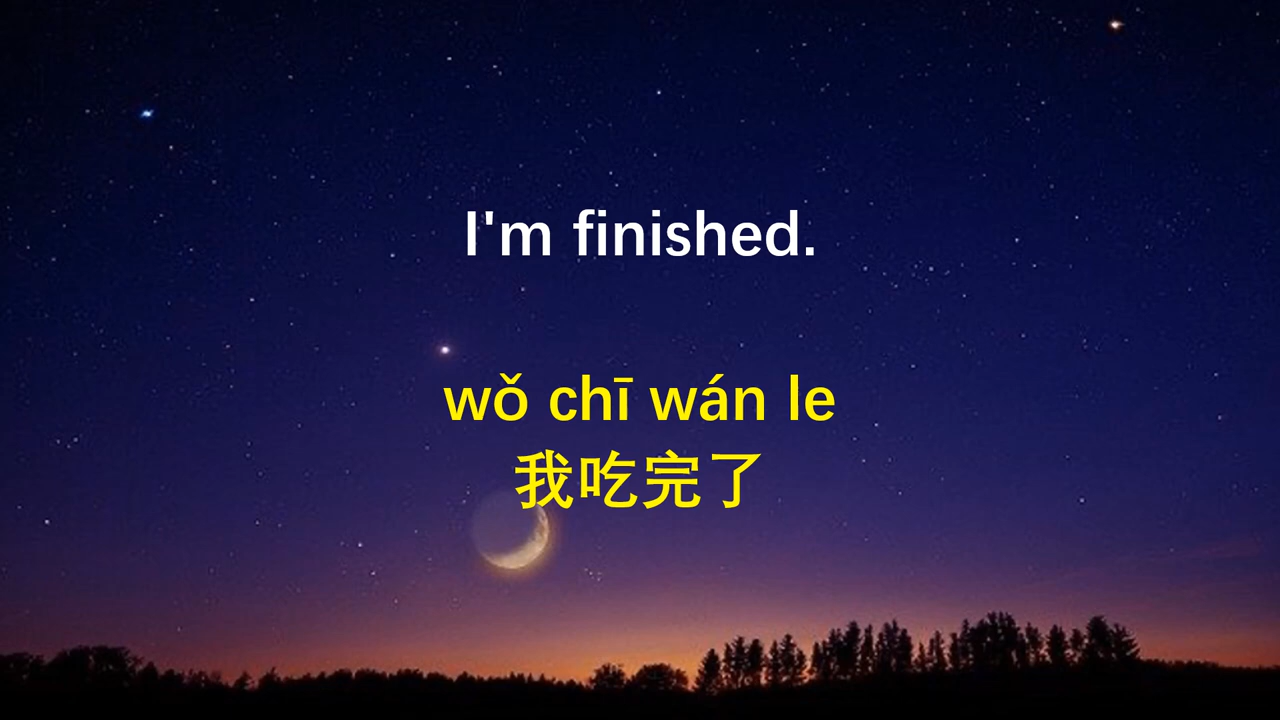 I'm finished.
wǒ chī wán le
我吃完了